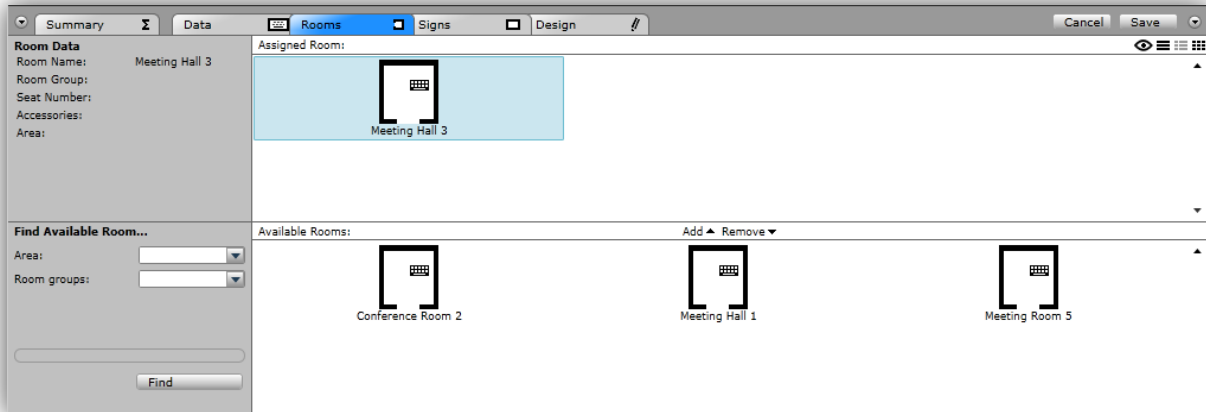 Summary Σ Data Rooms Signs Design Cancel Save
Room Data
Room Name: Meeting Hall 3
Room Group:
Seat Number:
Accessories:
Area:
Assigned Room:
Meeting Hall 3
Find Available Room...
Area:
Room groups:
Find
Available Rooms: Add Remove
Conference Room 2 Meeting Hall 1 Meeting Room 5